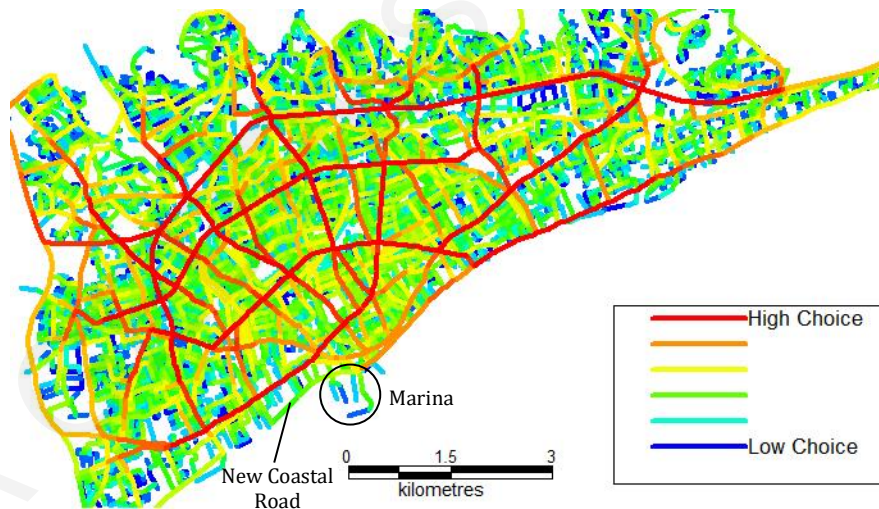 High Choice
Low Choice
Marina
New Coastal
Road
0 1.5 3
kilometres